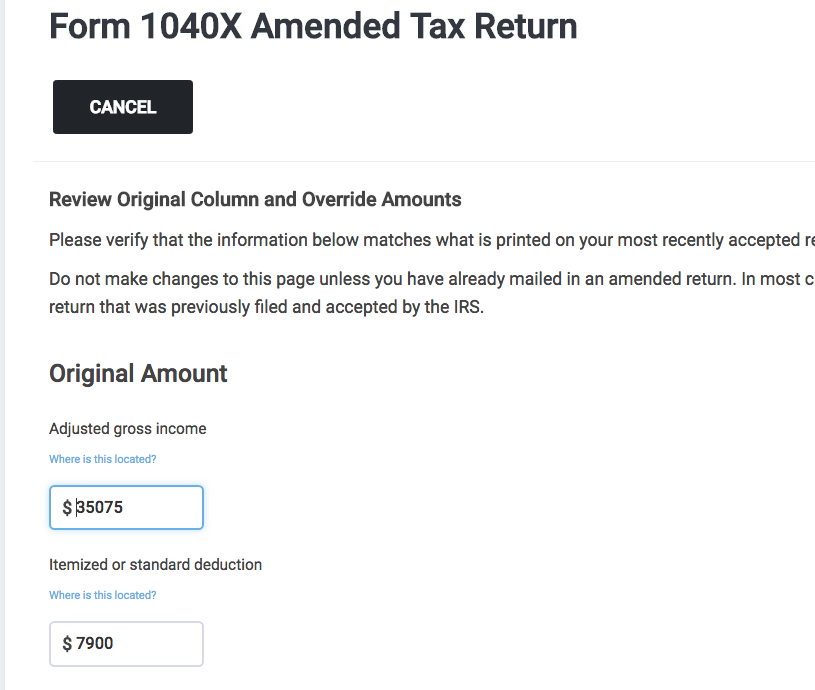 Form 1040X Amended Tax Return
CANCEL
Review Original Column and Override Amounts
Please verify that the information below matches what is printed on your most recently accepted
Do not make changes to this page unless you have already mailed in an amended return. In most
return that was previously filed and accepted by the IRS.
Original Amount
Adjusted gross income
Where is this located?
$ 35075
Itemized or standard deduction
Where is this located?
$ 7900